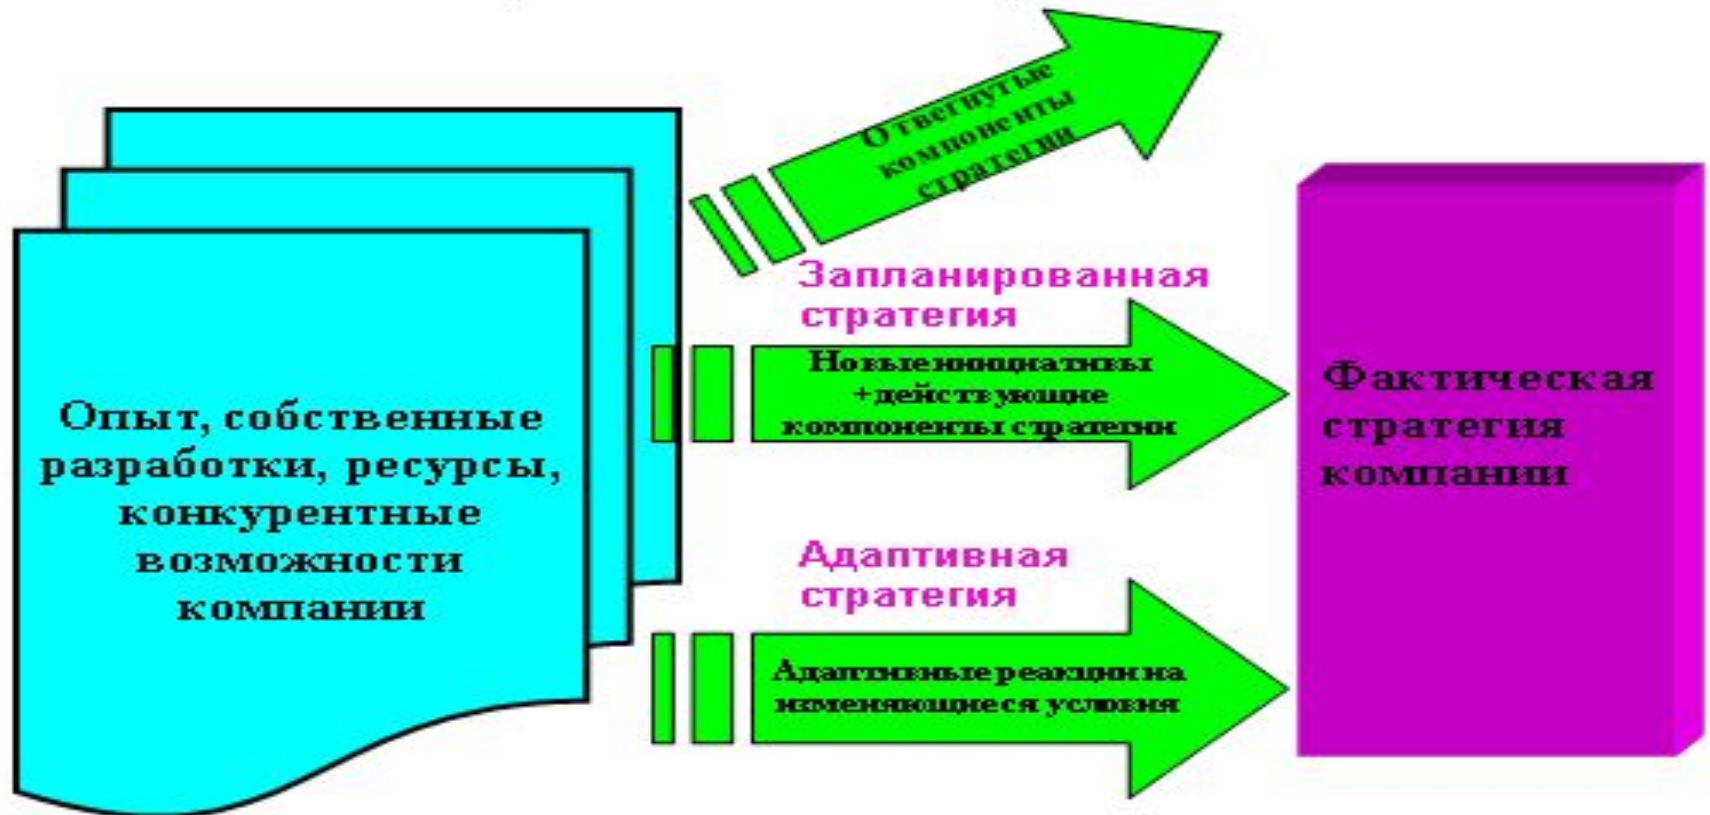 Опыт, собственные
разработки, ресурсы,
конкурентные
возможности
компании
Отвегнутые
компоненты
стратегии
Запланированная
стратегия
Новые инициативы
+действующие
компоненты стратегии
Адаптивная
стратегия
Адаптивные реакции на
изменяющиеся условия
Фактическая
стратегия
компании